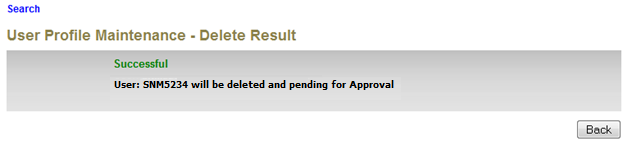 Search
User Profile Maintenance - Delete Result
Successful
User: SNM5234 will be deleted and pending for Approval
Back